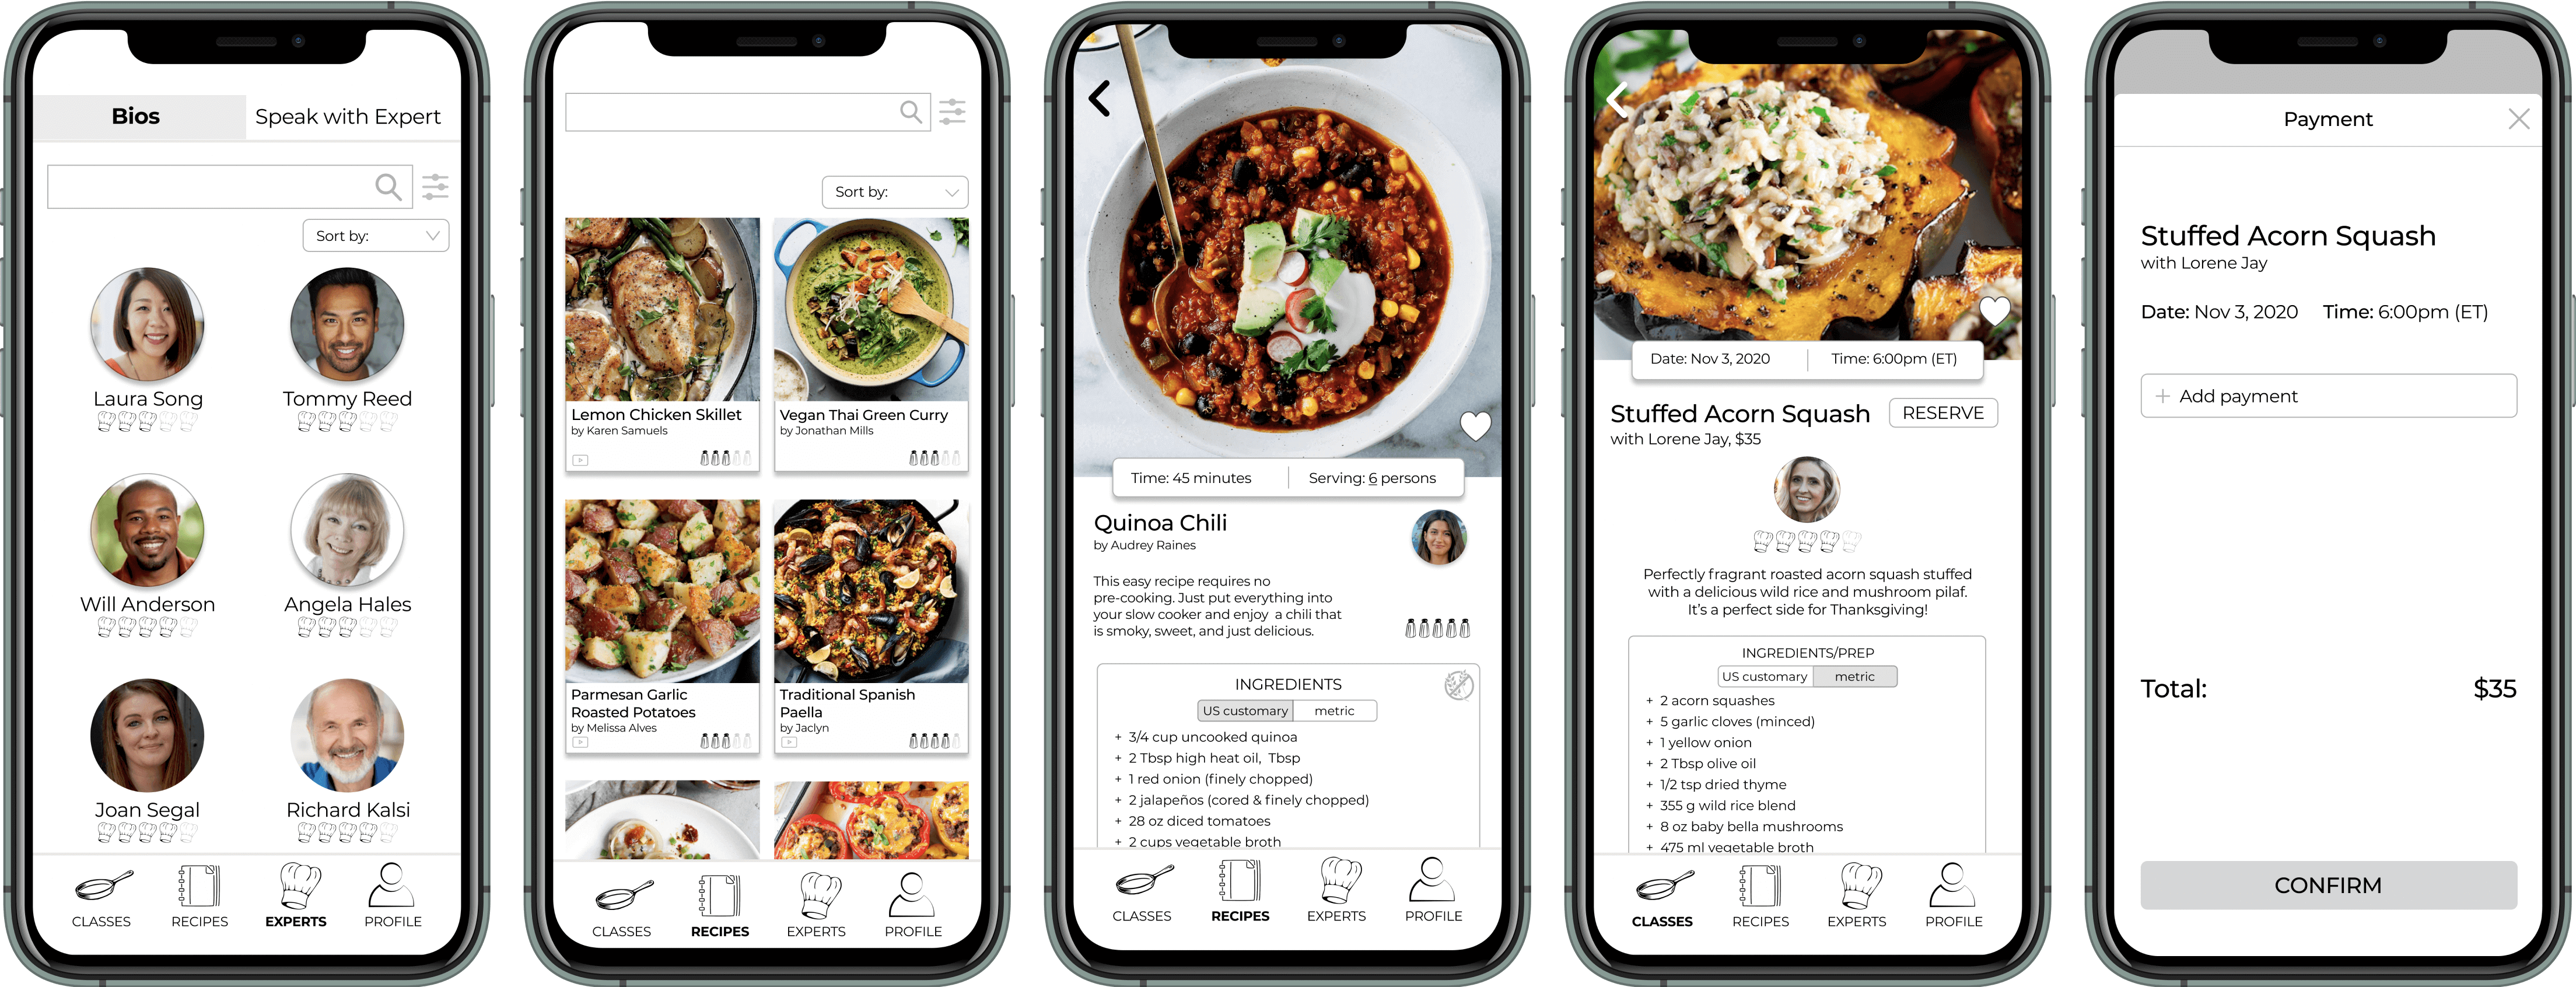 Bios
Speak with Expert
Sort by:
Laura Song
Tommy Reed
Will Anderson
Angela Hales
Joan Segal
Richard Kalsi
CLASSES
RECIPES
EXPERTS
PROFILE
Sort by:
Lemon Chicken Skillet
by Karen Samuels
Vegan Thai Green Curry
by Jonathan Mills
Parmesan Garlic
Roasted Potatoes
by Melissa Alves
Traditional Spanish
Paella
by Jaclyn
CLASSES
RECIPES
EXPERTS
PROFILE
Time: 45 minutes
Serving: 6 persons
Quinoa Chili
by Audrey Raines
This easy recipe requires no
pre-cooking. Just put everything into
your slow cooker and enjoy a chili that
is smoky, sweet, and just delicious.
INGREDIENTS
US customary
metric
+ 3/4 cup uncooked quinoa
+ 2 Tbsp high heat oil, Tbsp
+ 1 red onion (finely chopped)
+ 2 jalapeños (cored & finely chopped)
+ 28 oz diced tomatoes
+ 2 cups vegetable broth
CLASSES
RECIPES
EXPERTS
PROFILE
Date: Nov 3, 2020
Time: 6:00pm (ET)
Stuffed Acorn Squash
RESERVE
with Lorene Jay, $35
Perfectly fragrant roasted acorn squash stuffed
with a delicious wild rice and mushroom pilaf.
It's a perfect side for Thanksgiving!
INGREDIENTS/PREP
US customary
metric
+ 2 acorn squashes
+ 5 garlic cloves (minced)
+ 1 yellow onion
+ 2 Tbsp olive oil
+ 1/2 tsp dried thyme
+ 355 g wild rice blend
+ 8 oz baby bella mushrooms
+ 475 ml vegetable broth
CLASSES
RECIPES
EXPERTS
PROFILE
Payment
Stuffed Acorn Squash
with Lorene Jay
Date: Nov 3, 2020
Time: 6:00pm (ET)
+ Add payment
Total:
$35
CONFIRM